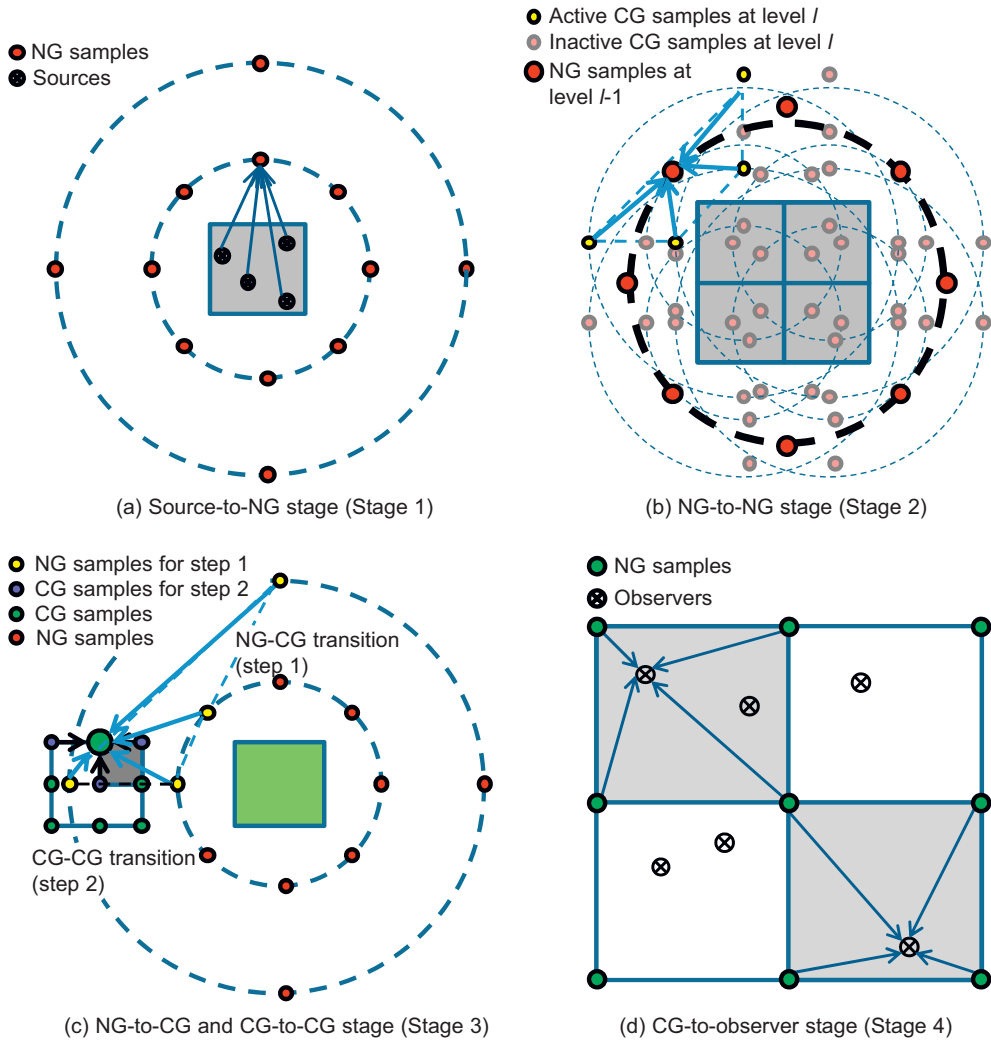 NG samples
Sources
(a) Source-to-NG stage (Stage 1)
Active CG samples at level l
Inactive CG samples at level l
NG samples at
level l-1
(b) NG-to-NG stage (Stage 2)
NG samples for step 1
CG samples for step 2
CG samples
NG samples
NG-CG transition
(step 1)
CG-CG transition
(step 2)
(c) NG-to-CG and CG-to-CG stage (Stage 3)
NG samples
Observers
(d) CG-to-observer stage (Stage 4)